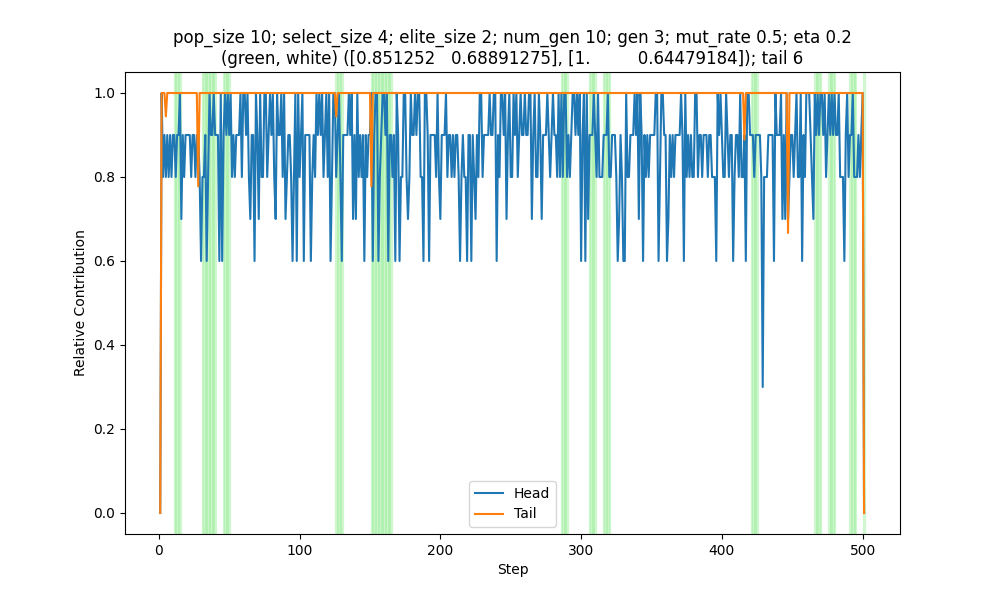 pop_size 10; select_size 4; elite_size 2; num_gen 10; gen 3; mut_rate 0.5; eta 0.2
(green, white) ([0.851252   0.68891275], [1.         0.64479184]); tail 6
1.0
0.8
0.6
0.4
0.2
0.0
Relative Contribution
Head
Tail
0 100 200 300 400 500
Step